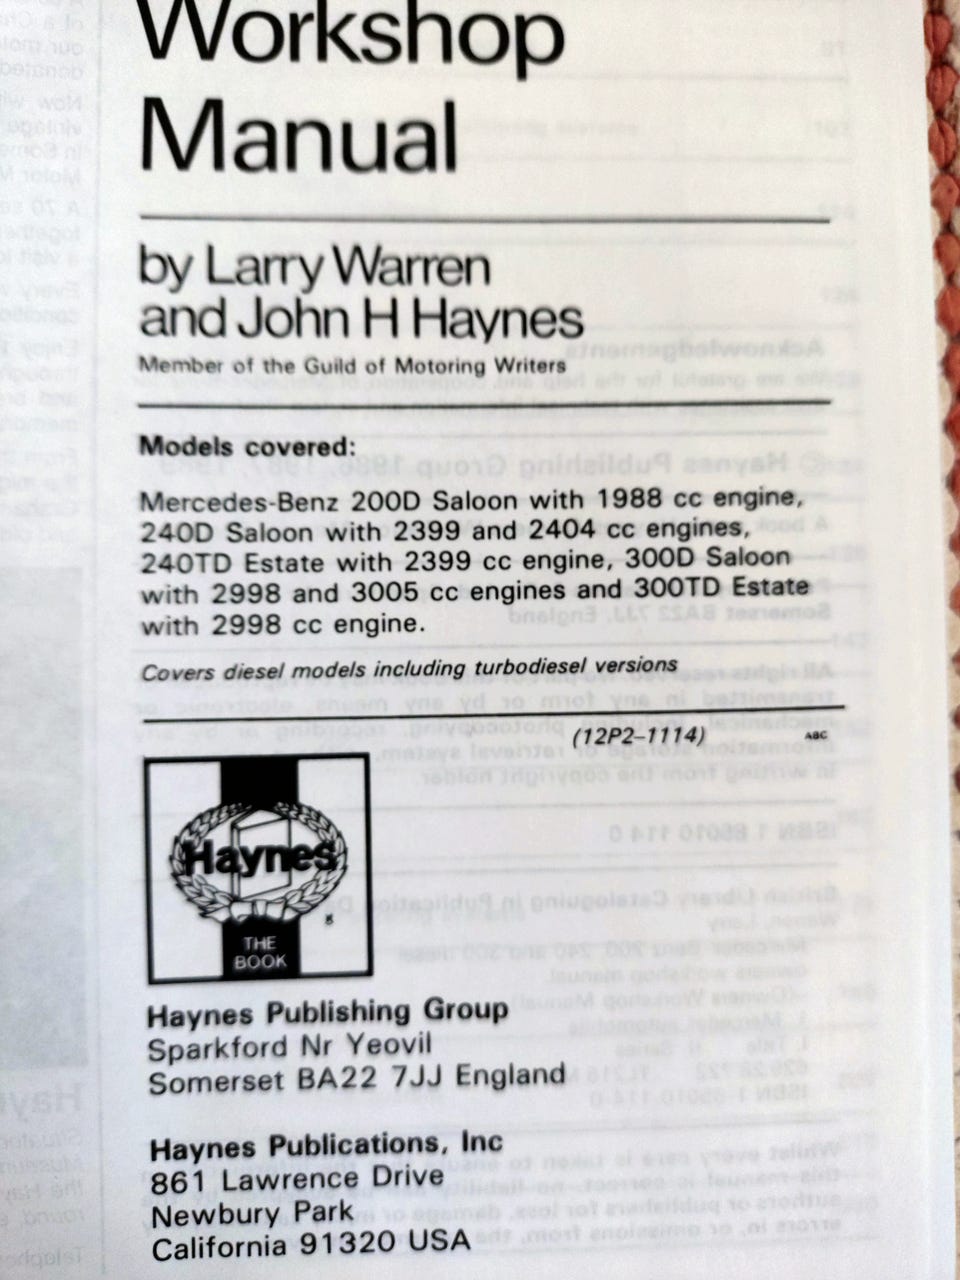 Workshop
Manual
by Larry Warren
and John H Haynes
Member of the Guild of Motoring Writers
Models covered:
Mercedes-Benz 200D Saloon with 1988 cc engine,
240D Saloon with 2399 and 2404 cc engines,
240TD Estate with 2399 cc engine, 300D Saloon
with 2998 and 3005 cc engines and 300TD Estate
with 2998 cc engine.
Covers diesel models including turbodiesel versions
(12P2-1114)
ABC
Haynes
®
THE
BOOK
Haynes Publishing Group
Sparkford Nr Yeovil
Somerset BA22 7JJ England
Haynes Publications, Inc
861 Lawrence Drive
Newbury Park
California 91320 USA